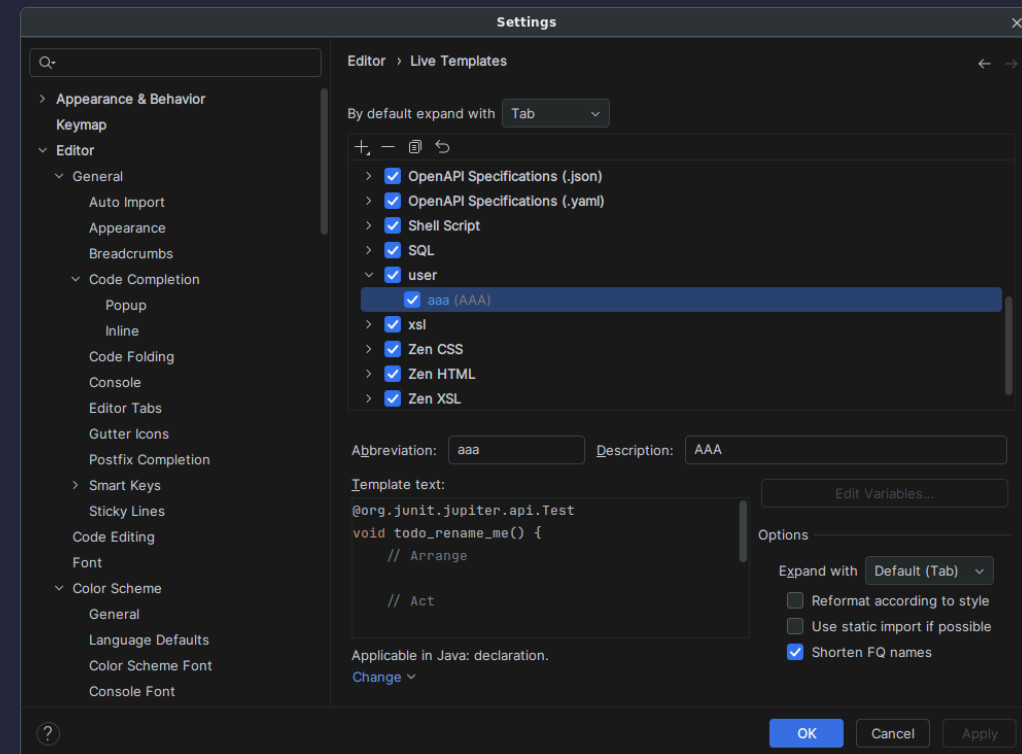 Settings
Appearance & Behavior
Keymap
Editor
General
Auto Import
Appearance
Breadcrumbs
Code Completion
Popup
Inline
Code Folding
Console
Editor Tabs
Gutter Icons
Postfix Completion
Smart Keys
Sticky Lines
Code Editing
Font
Color Scheme
General
Language Defaults
Color Scheme Font
Console Font
?
Editor › Live Templates
By default expand with Tab
OpenAPI Specifications (.json)
OpenAPI Specifications (.yaml)
Shell Script
SQL
user
aaa (AAA)
xsl
Zen CSS
Zen HTML
Zen XSL
Abbreviation: aaa Description: AAA
Template text:
@org.junit.jupiter.api.Test
void todo_rename_me() {
// Arrange
// Act
Applicable in Java: declaration.
Change
Edit Variables...
Options
Expand with Default (Tab)
Reformat according to style
Use static import if possible
Shorten FQ names
OK Cancel Apply